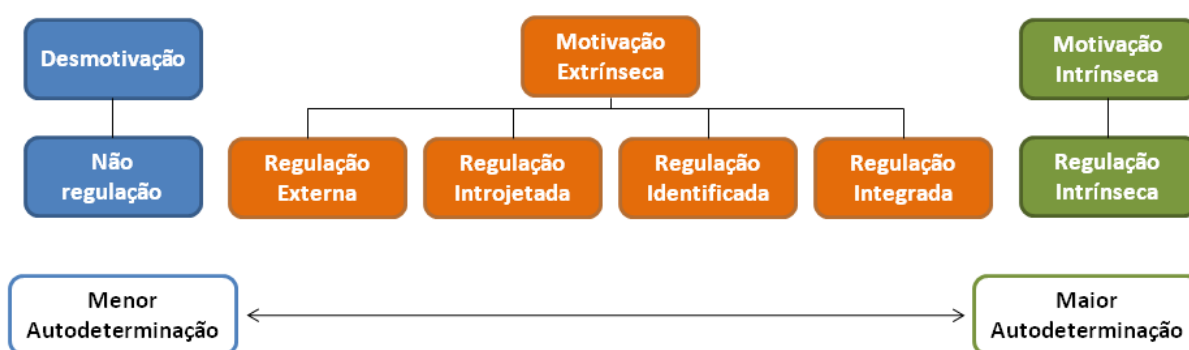 Desmotivação
Motivação
Extrínseca
Motivação
Intrínseca
Não
regulação
Regulação
Externa
Regulação
Introjetada
Regulação
Identificada
Regulação
Integrada
Regulação
Intrínseca
Menor
Autodeterminação
Maior
Autodeterminação